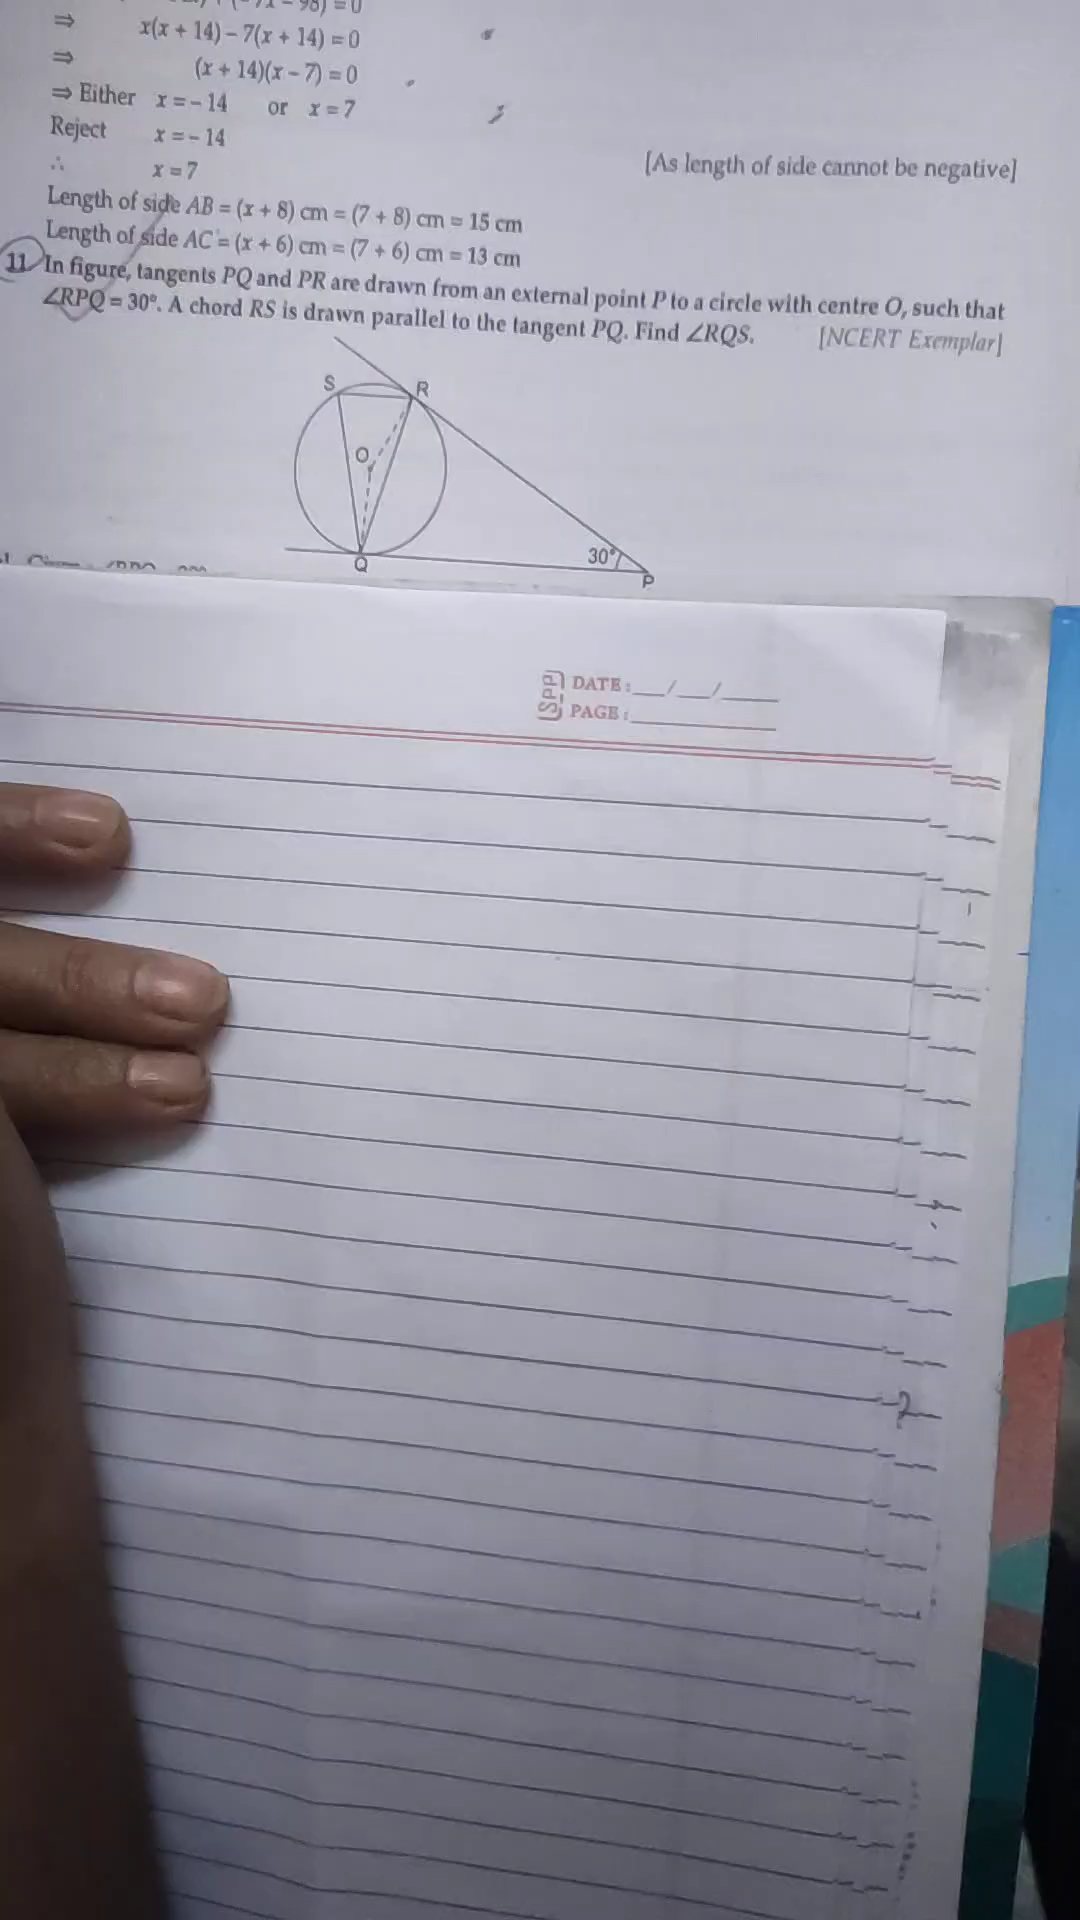 ⇒ x(x + 14) – 7(x + 14) = 0
⇒ (x + 14)(x – 7) = 0
⇒ Either x = – 14 or x = 7
Reject x = – 14 [As length of side cannot be negative]
∴ x = 7
Length of side AB = (x + 8) cm = (7 + 8) cm = 15 cm
Length of side AC = (x + 6) cm = (7 + 6) cm = 13 cm
11. In figure, tangents PQ and PR are drawn from an external point P to a circle with centre O, such that
∠RPQ = 30°. A chord RS is drawn parallel to the tangent PQ. Find ∠RQS. [NCERT Exemplar]
S R
O
30°
Q P
DATE : __/__/____
PAGE :